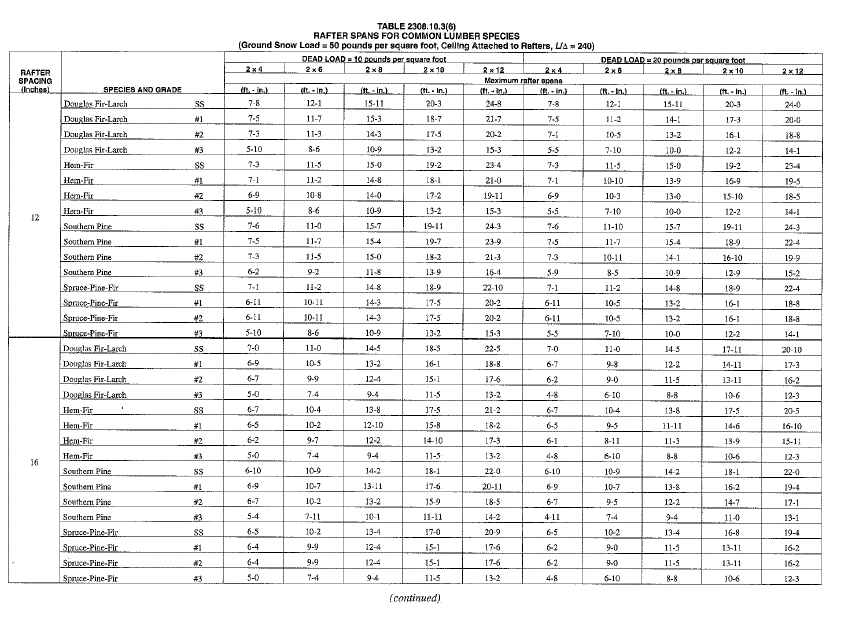 TABLE 2308.10.3(6)
RAFTER SPANS FOR COMMON LUMBER SPECIES
(Ground Snow Load = 50 pounds per square foot, Ceiling Attached to Rafters, L/Δ = 240)
RAFTER SPACING (inches) SPECIES AND GRADE DEAD LOAD = 10 pounds per square foot DEAD LOAD = 20 pounds per square foot
2 x 4 2 x 6 2 x 8 2 x 10 2 x 12 2 x 4 2 x 6 2 x 8 2 x 10 2 x 12
Maximum rafter spans
(ft. - in.) (ft. - in.) (ft. - in.) (ft. - in.) (ft. - in.) (ft. - in.) (ft. - in.) (ft. - in.) (ft. - in.) (ft. - in.)
12
Douglas Fir-Larch SS 7-8 12-1 15-11 20-3 24-8 7-8 12-1 15-11 20-3 24-0
Douglas Fir-Larch #1 7-5 11-7 15-3 18-7 21-7 7-5 11-2 14-1 17-3 20-0
Douglas Fir-Larch #2 7-3 11-3 14-3 17-5 20-2 7-1 10-5 13-2 16-1 18-8
Douglas Fir-Larch #3 5-10 8-6 10-9 13-2 15-3 5-5 7-10 10-0 12-2 14-1
Hem-Fir SS 7-3 11-5 15-0 19-2 23-4 7-3 11-5 15-0 19-2 23-4
Hem-Fir #1 7-1 11-2 14-8 18-1 21-0 7-1 10-10 13-9 16-9 19-5
Hem-Fir #2 6-9 10-8 14-0 17-2 19-11 6-9 10-3 13-0 15-10 18-5
Hem-Fir #3 5-10 8-6 10-9 13-2 15-3 5-5 7-10 10-0 12-2 14-1
Southern Pine SS 7-6 11-0 15-7 19-11 24-3 7-6 11-10 15-7 19-11 24-3
Southern Pine #1 7-5 11-7 15-4 19-7 23-9 7-5 11-7 15-4 18-9 22-4
Southern Pine #2 7-3 11-5 15-0 18-2 21-3 7-3 10-11 14-1 16-10 19-9
Southern Pine #3 6-2 9-2 11-8 13-9 16-4 5-9 8-5 10-9 12-9 15-2
Spruce-Pine-Fir SS 7-1 11-2 14-8 18-9 22-10 7-1 11-2 14-8 18-9 22-4
Spruce-Pine-Fir #1 6-11 10-11 14-3 17-5 20-2 6-11 10-5 13-2 16-1 18-8
Spruce-Pine-Fir #2 6-11 10-11 14-3 17-5 20-2 6-11 10-5 13-2 16-1 18-8
Spruce-Pine-Fir #3 5-10 8-6 10-9 13-2 15-3 5-5 7-10 10-0 12-2 14-1
16
Douglas Fir-Larch SS 7-0 11-0 14-5 18-5 22-5 7-0 11-0 14-5 17-11 20-10
Douglas Fir-Larch #1 6-9 10-5 13-2 16-1 18-8 6-7 9-8 12-2 14-11 17-3
Douglas Fir-Larch #2 6-7 9-9 12-4 15-1 17-6 6-2 9-0 11-5 13-11 16-2
Douglas Fir-Larch #3 5-0 7-4 9-4 11-5 13-2 4-8 6-10 8-8 10-6 12-3
Hem-Fir SS 6-7 10-4 13-8 17-5 21-2 6-7 10-4 13-8 17-5 20-5
Hem-Fir #1 6-5 10-2 12-10 15-8 18-2 6-5 9-5 11-11 14-6 16-10
Hem-Fir #2 6-2 9-7 12-2 14-10 17-3 6-1 8-11 11-3 13-9 15-11
Hem-Fir #3 5-0 7-4 9-4 11-5 13-2 4-8 6-10 8-8 10-6 12-3
Southern Pine SS 6-10 10-9 14-2 18-1 22-0 6-10 10-9 14-2 18-1 22-0
Southern Pine #1 6-9 10-7 13-11 17-6 20-11 6-9 10-7 13-8 16-2 19-4
Southern Pine #2 6-7 10-2 13-2 15-9 18-5 6-7 9-5 12-2 14-7 17-1
Southern Pine #3 5-4 7-11 10-1 11-11 14-2 4-11 7-4 9-4 11-0 13-1
Spruce-Pine-Fir SS 6-5 10-2 13-4 17-0 20-9 6-5 10-2 13-4 16-8 19-4
Spruce-Pine-Fir #1 6-4 9-9 12-4 15-1 17-6 6-2 9-0 11-5 13-11 16-2
Spruce-Pine-Fir #2 6-4 9-9 12-4 15-1 17-6 6-2 9-0 11-5 13-11 16-2
Spruce-Pine-Fir #3 5-0 7-4 9-4 11-5 13-2 4-8 6-10 8-8 10-6 12-3
(continued)